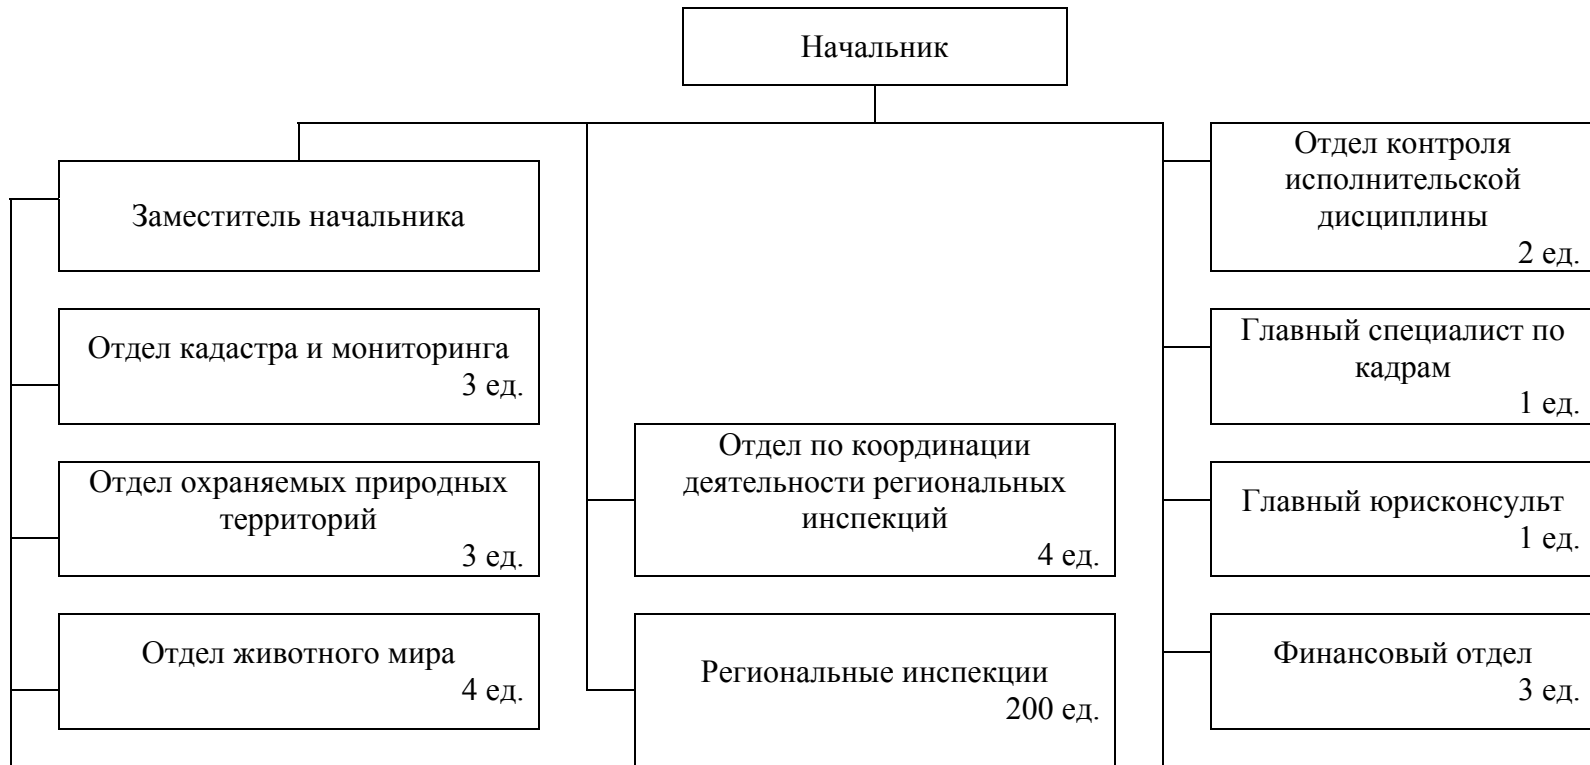 Начальник
Заместитель начальника
Отдел кадастра и мониторинга
3 ед.
Отдел охраняемых природных
территорий
3 ед.
Отдел животного мира
4 ед.
Отдел по координации
деятельности региональных
инспекций
4 ед.
Региональные инспекции
200 ед.
Отдел контроля
исполнительской
дисциплины
2 ед.
Главный специалист по
кадрам
1 ед.
Главный юрисконсульт
1 ед.
Финансовый отдел
3 ед.